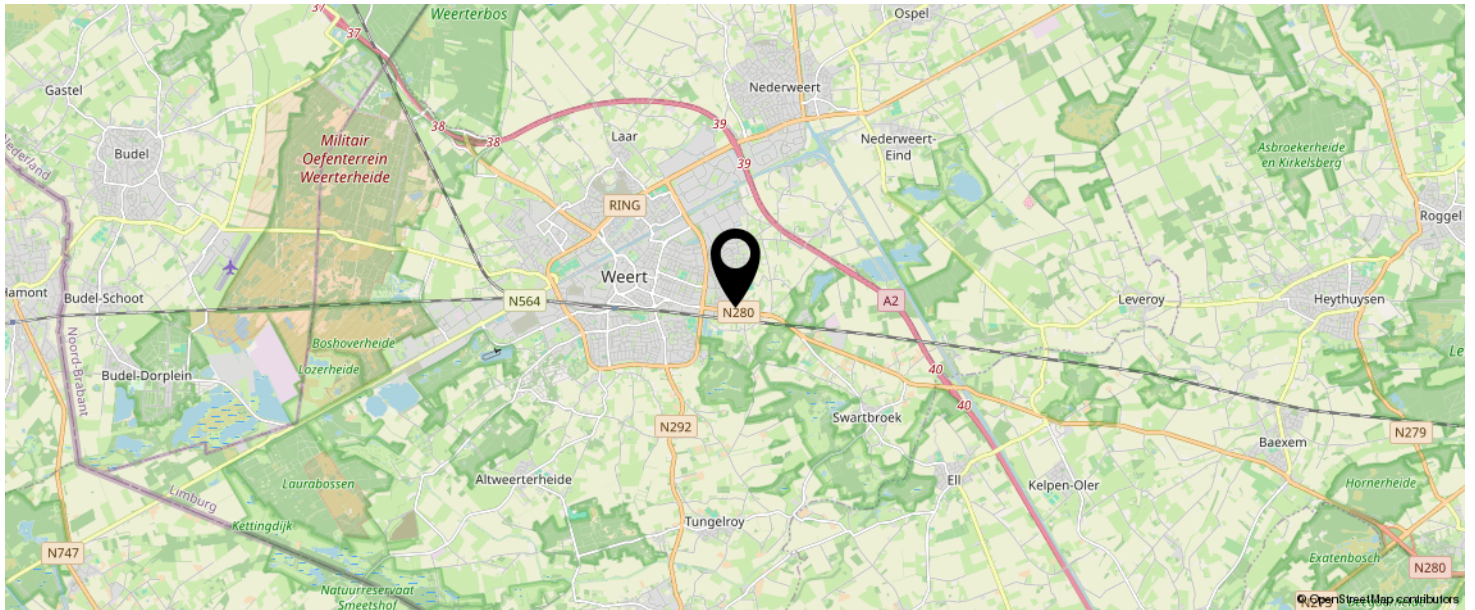 37
Weerterbos
Ospel
37
Gastel
Nederweert
38
39
Laar
38
Nederland
Budel
Militair
Oefenterrein
Weerterheide
Nederweert-
Eind
Asbroekerheide
en Kirkelsberg
39
RING
Roggel
Hamont
Budel-Schoot
Weert
N564
A2
Leveroy
Heythuysen
N280
Noord-Brabant
Boshoverheide
Lozerheide
Budel-Dorplein
40
40
Swartbroek
N292
N279
Baexem
Limburg
Laurabossen
Altweerterheide
Ell
Kelpen-Oler
Hornerheide
Kettingdijk
Tungelroy
N747
Exatenbosch
N280
Natuurreservaat
Smeetshof
© OpenStreetMap contributors